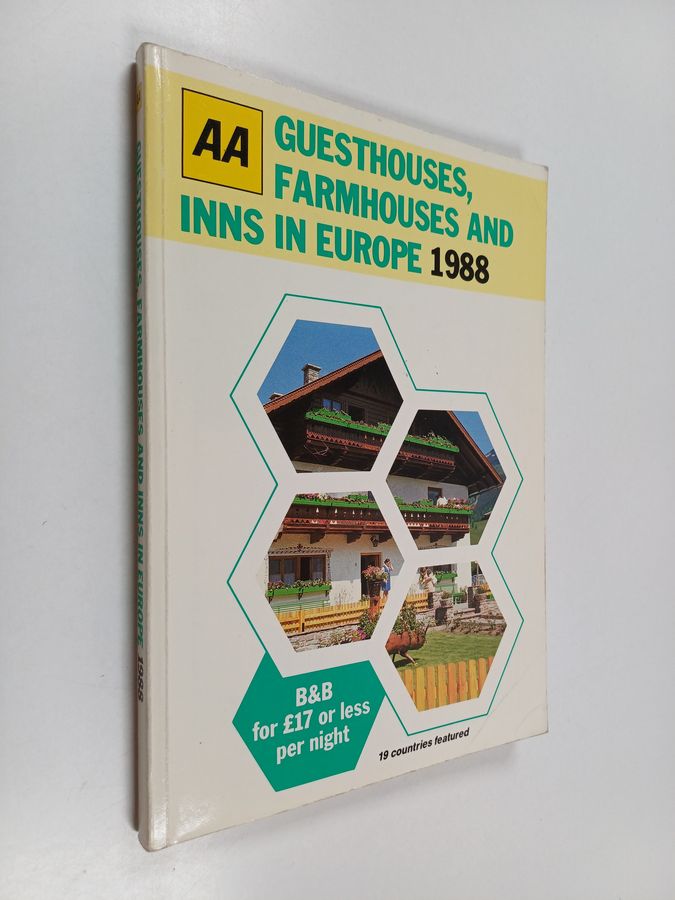 AA
GUESTHOUSES,
FARMHOUSES AND
INNS IN EUROPE 1988
B&B
for £17 or less
per night
19 countries featured
GUESTHOUSES, FARMHOUSES AND INNS IN EUROPE 1988